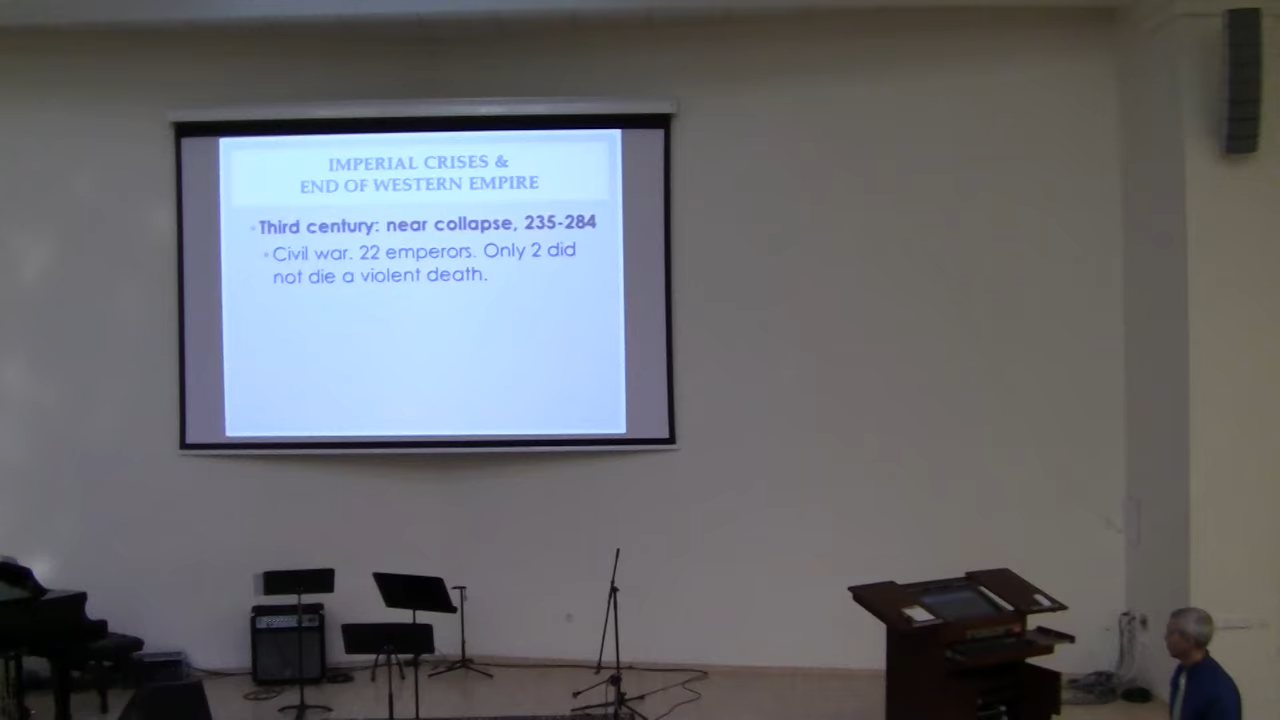 IMPERIAL CRISES &
END OF WESTERN EMPIRE
Third century: near collapse, 235-284
Civil war. 22 emperors. Only 2 did
not die a violent death.